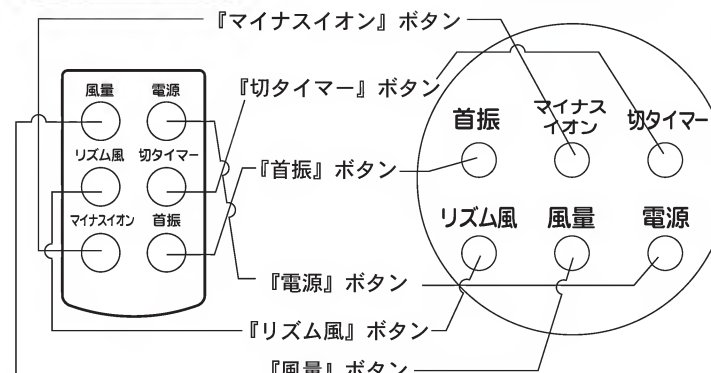 『マイナスイオン』ボタン
風量 電源
リズム風 切タイマー
マイナスイオン 首振
『切タイマー』ボタン
『首振』ボタン
『電源』ボタン
『リズム風』ボタン
『風量』ボタン
首振 マイナス
イオン 切タイマー
リズム風 風量 電源